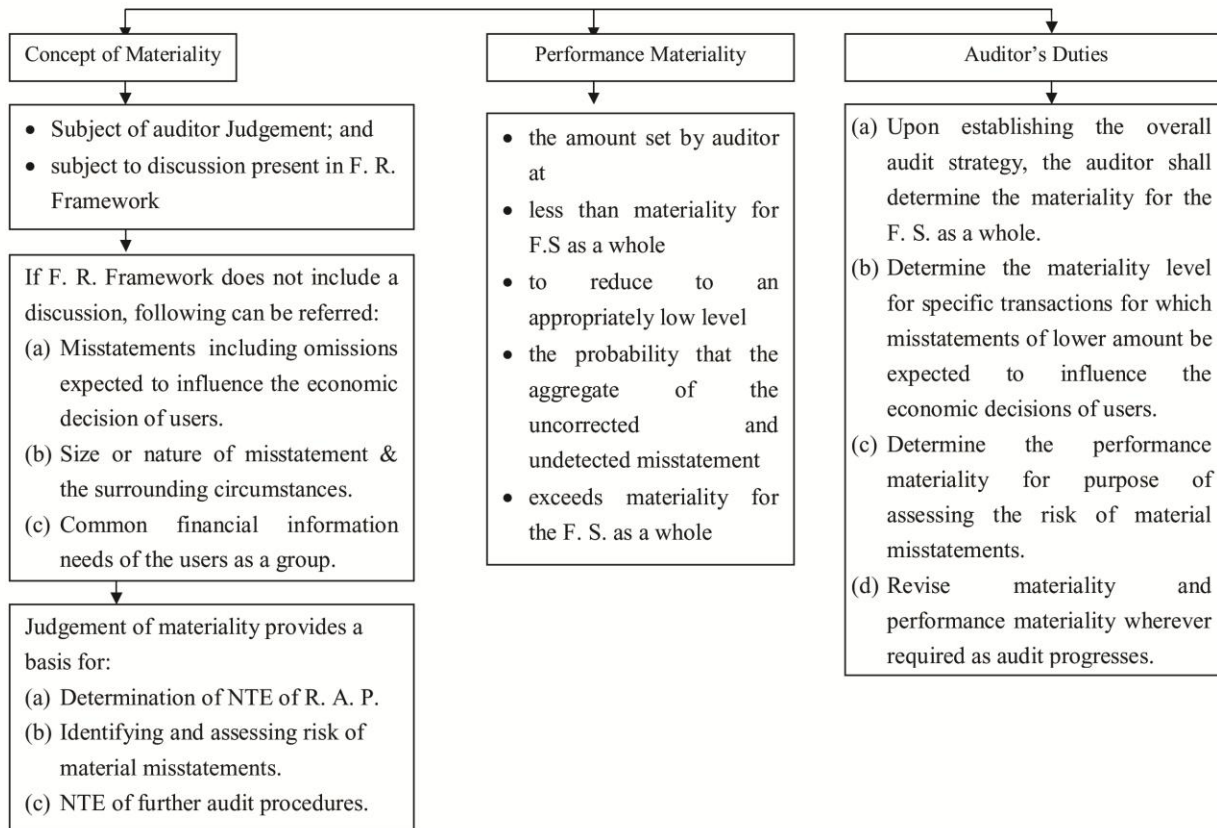 Concept of Materiality
• Subject of auditor Judgement; and
• subject to discussion present in F. R.
Framework
If F. R. Framework does not include a
discussion, following can be referred:
(a) Misstatements including omissions
expected to influence the economic
decision of users.
(b) Size or nature of misstatement &
the surrounding circumstances.
(c) Common financial information
needs of the users as a group.
Judgement of materiality provides a
basis for:
(a) Determination of NTE of R. A. P.
(b) Identifying and assessing risk of
material misstatements.
(c) NTE of further audit procedures.
Performance Materiality
• the amount set by auditor
at
• less than materiality for
F.S as a whole
• to reduce to an
appropriately low level
• the probability that the
aggregate of the
uncorrected and
undetected misstatement
• exceeds materiality for
the F. S. as a whole
Auditor's Duties
(a) Upon establishing the overall
audit strategy, the auditor shall
determine the materiality for the
F. S. as a whole.
(b) Determine the materiality level
for specific transactions for which
misstatements of lower amount be
expected to influence the
economic decisions of users.
(c) Determine the performance
materiality for purpose of
assessing the risk of material
misstatements.
(d) Revise materiality and
performance materiality wherever
required as audit progresses.